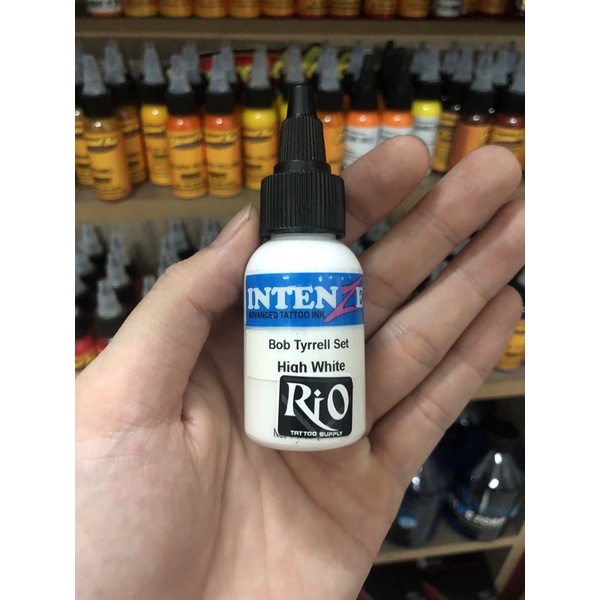 INTENZE
ADVANCED TATTOO INK
Bob Tyrrell Set
High White
RiO
TATTOO SUPPLY